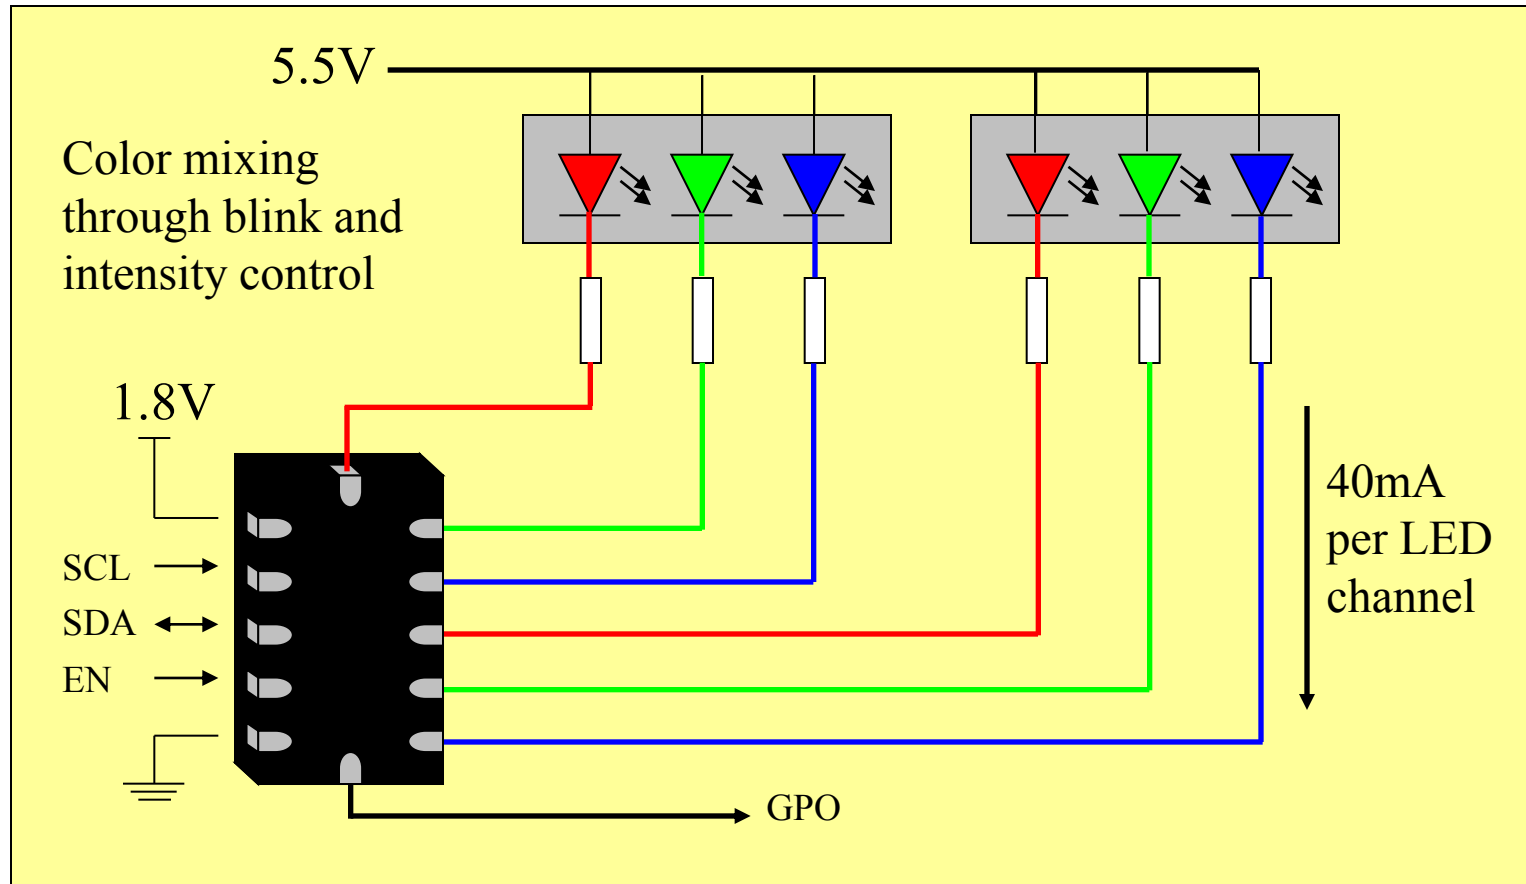 5.5V
Color mixing
through blink and
intensity control
1.8V
SCL
SDA
EN
40mA
per LED
channel
GPO